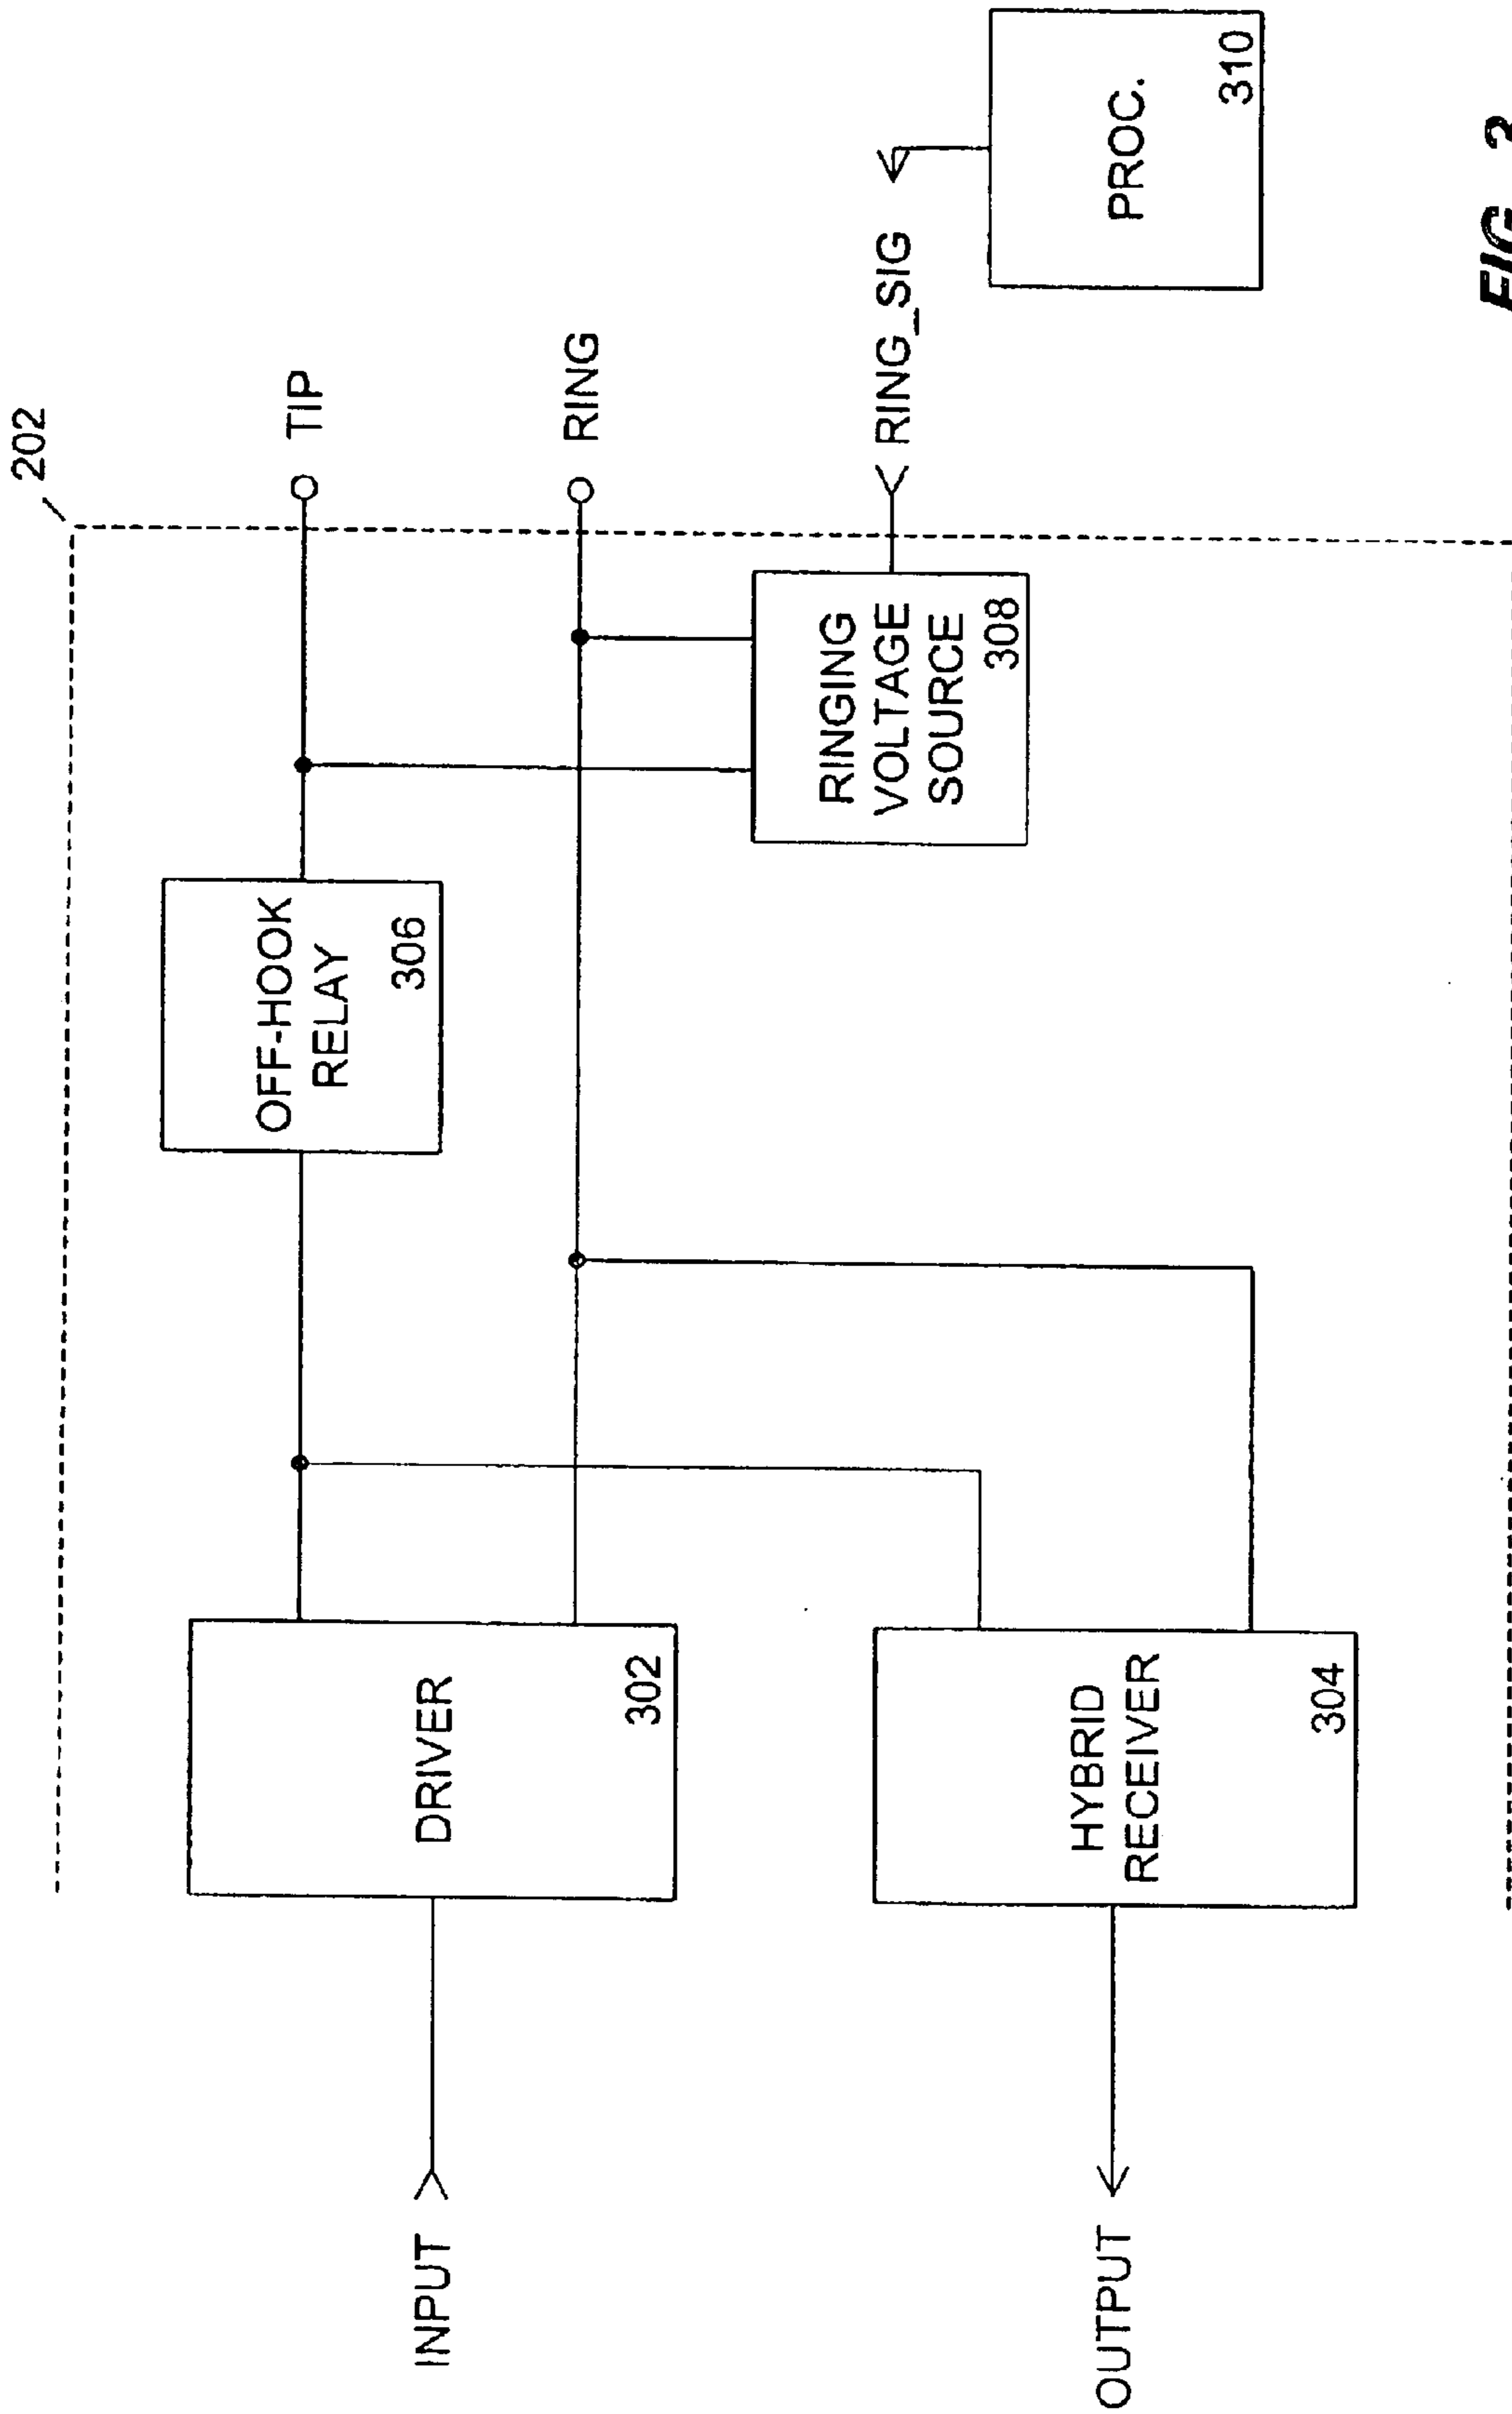 202
TIP
OFF-HOOK
RELAY
306
RING
INPUT
DRIVER
302
RINGING
VOLTAGE
SOURCE
308
RING_SIG
PROC.
310
HYBRID
RECEIVER
304
OUTPUT